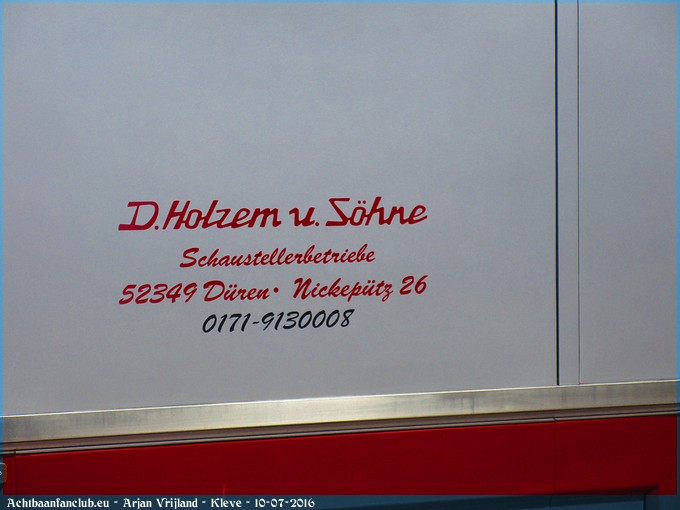 D. Holzem u. Söhne
Schaustellerbetriebe
52349 Düren · Nickepütz 26
0171-9130008
Achtbaanfanclub.eu - Arjan Vrijland - Kleve - 10-07-2016